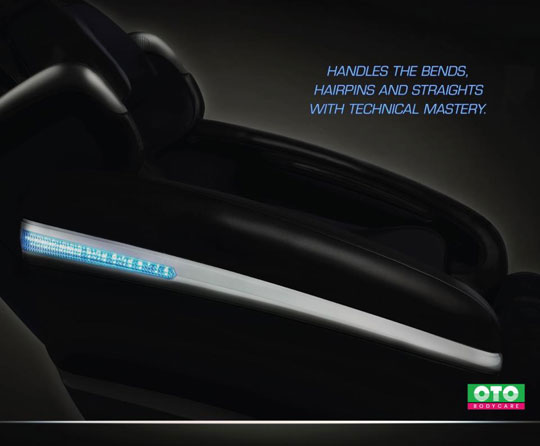 HANDLES THE BENDS,
HAIRPINS AND STRAIGHTS
WITH TECHNICAL MASTERY.
OTO
BODYCARE